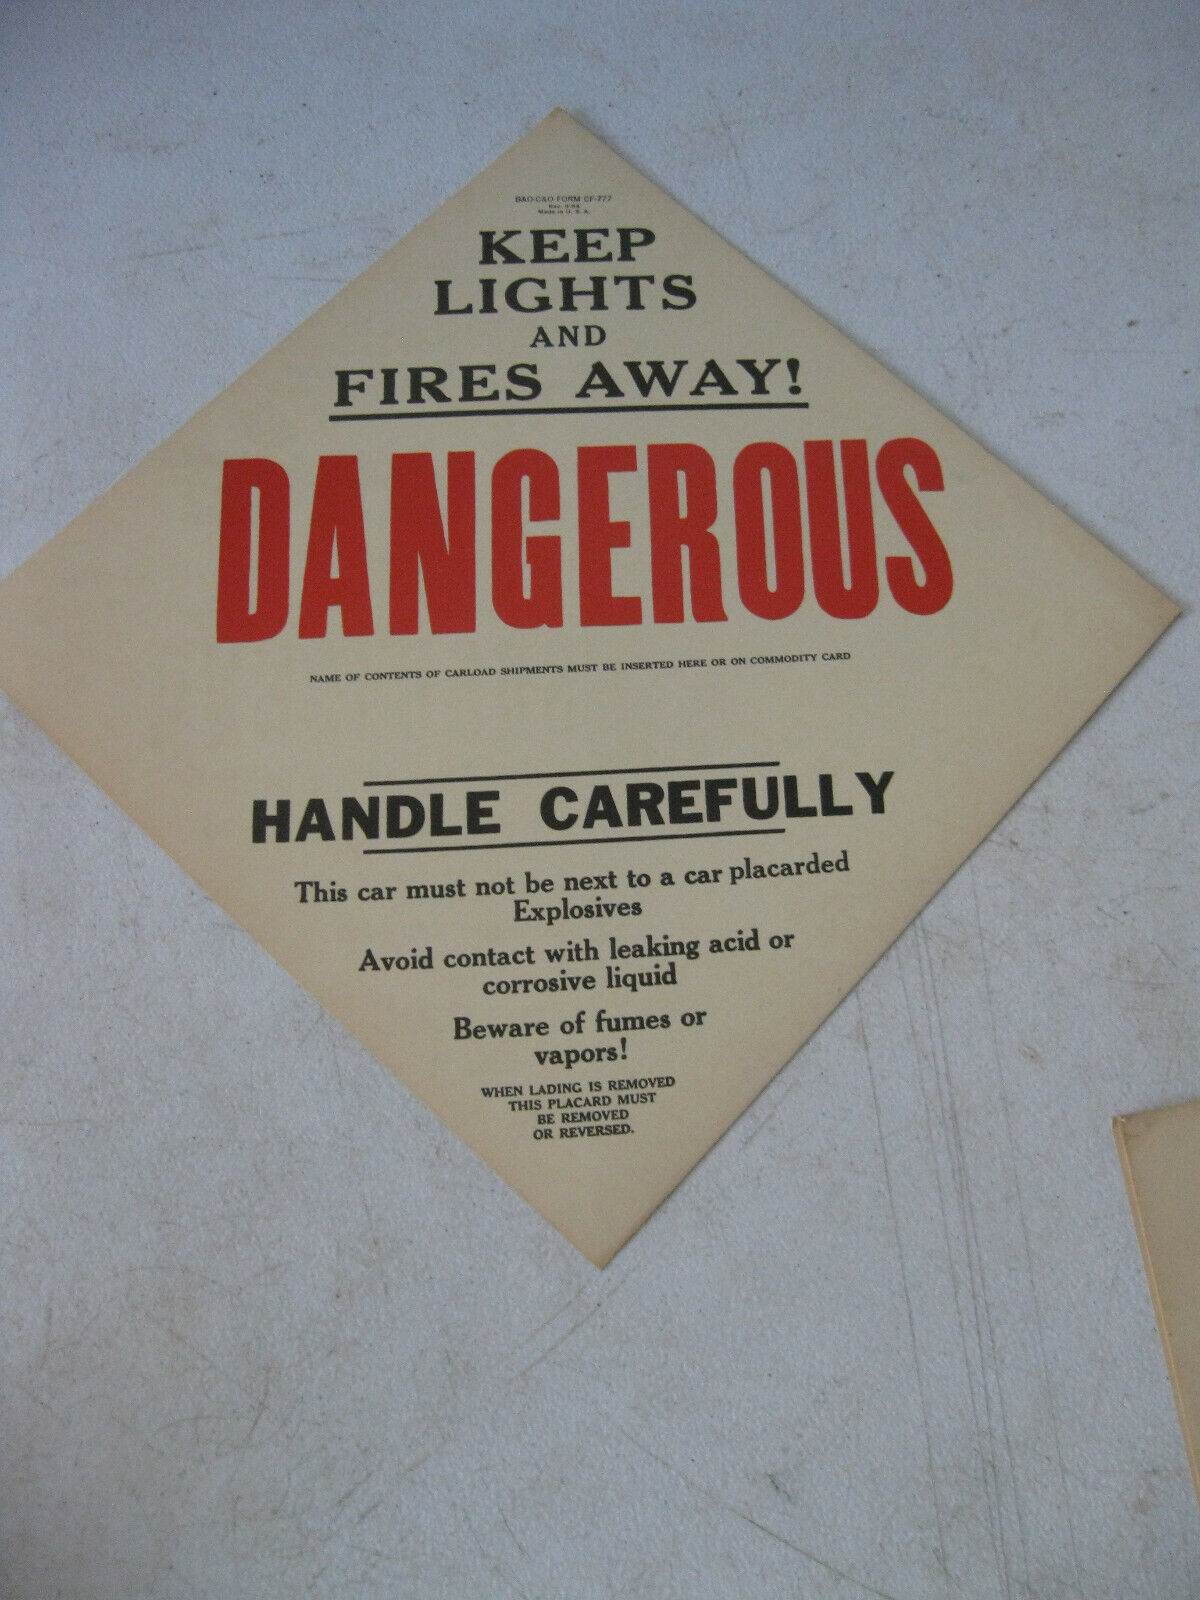 B&O-C&O FORM CF-777
Made in U. S. A.
KEEP
LIGHTS
AND
FIRES AWAY!
DANGEROUS
NAME OF CONTENTS OF CARLOAD SHIPMENTS MUST BE INSERTED HERE OR ON COMMODITY CARD
HANDLE CAREFULLY
This car must not be next to a car placarded
Explosives
Avoid contact with leaking acid or
corrosive liquid
Beware of fumes or
vapors!
WHEN LADING IS REMOVED
THIS PLACARD MUST
BE REMOVED
OR REVERSED.